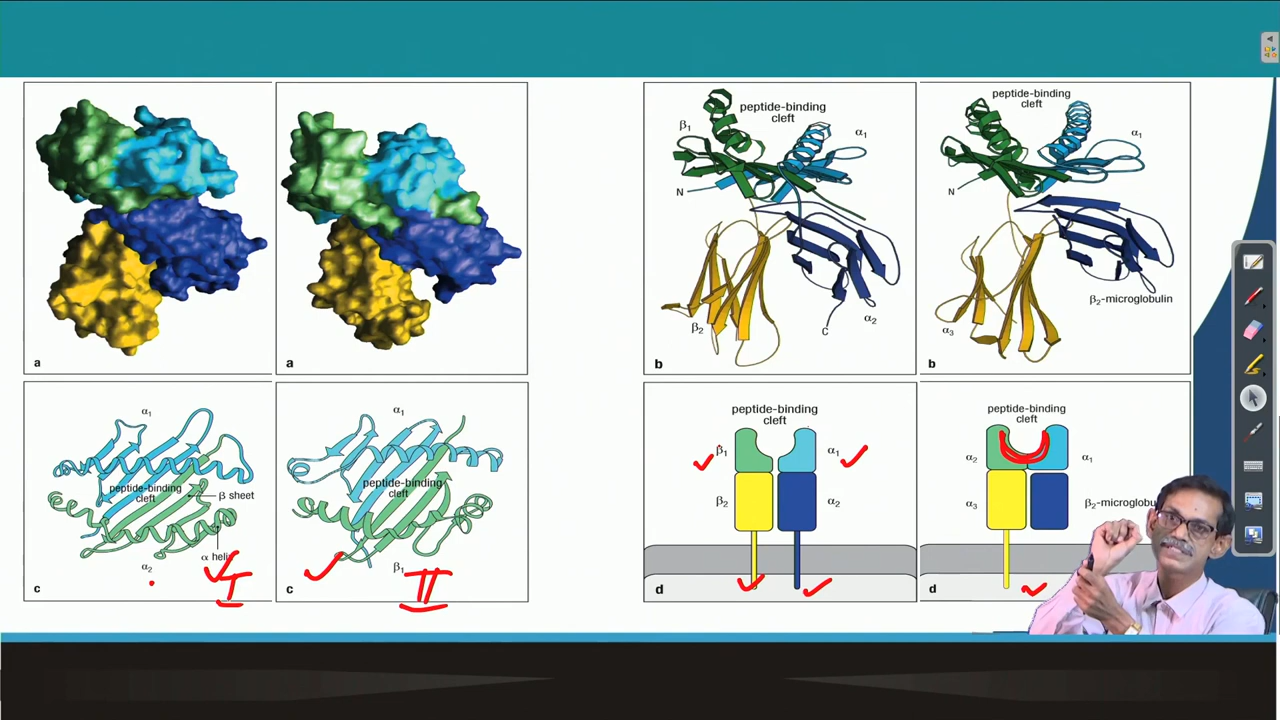 a
a
peptide-binding
cleft
β1
α1
N
β2
α2
C
b
peptide-binding
cleft
α1
N
β2-microglobulin
α3
b
α1
peptide-binding
cleft
β sheet
α heli
α2
c
I
α1
peptide-binding
cleft
β1
c
II
peptide-binding
cleft
β1
α1
β2
α2
d
peptide-binding
cleft
α2
α1
α3
β2-microglobu
d